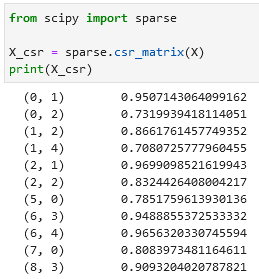 from scipy import sparse
X_csr = sparse.csr_matrix(X)
print(X_csr)
(0, 1) 0.9507143064099162
(0, 2) 0.7319939418114051
(1, 2) 0.8661761457749352
(1, 4) 0.7080725777960455
(2, 1) 0.9699098521619943
(2, 2) 0.8324426408004217
(5, 0) 0.7851759613930136
(6, 3) 0.9488855372533332
(6, 4) 0.9656320330745594
(7, 0) 0.8083973481164611
(8, 3) 0.9093204020787821